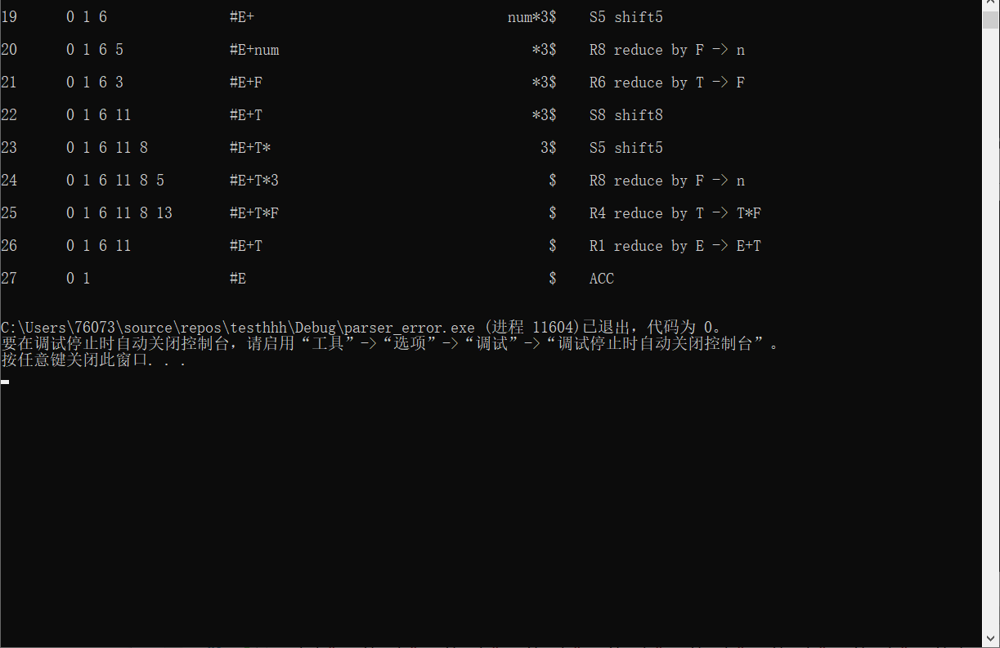 19 0 1 6 #E+ num*3$ S5 shift5
20 0 1 6 5 #E+num *3$ R8 reduce by F -> n
21 0 1 6 3 #E+F *3$ R6 reduce by T -> F
22 0 1 6 11 #E+T *3$ S8 shift8
23 0 1 6 11 8 #E+T* 3$ S5 shift5
24 0 1 6 11 8 5 #E+T*3 $ R8 reduce by F -> n
25 0 1 6 11 8 13 #E+T*F $ R4 reduce by T -> T*F
26 0 1 6 11 #E+T $ R1 reduce by E -> E+T
27 0 1 #E $ ACC
C:\Users\76073\source\repos\testhhh\Debug\parser_error.exe (进程 11604)已退出，代码为 0。
要在调试停止时自动关闭控制台，请启用“工具”->“选项”->“调试”->“调试停止时自动关闭控制台”。
按任意键关闭此窗口. . .